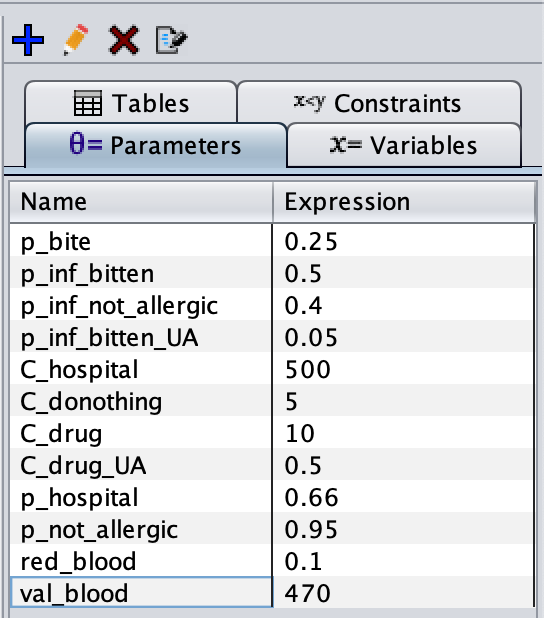 Tables x<y Constraints
θ= Parameters x= Variables
Name Expression
p_bite 0.25
p_inf_bitten 0.5
p_inf_not_allergic 0.4
p_inf_bitten_UA 0.05
C_hospital 500
C_donothing 5
C_drug 10
C_drug_UA 0.5
p_hospital 0.66
p_not_allergic 0.95
red_blood 0.1
val_blood 470